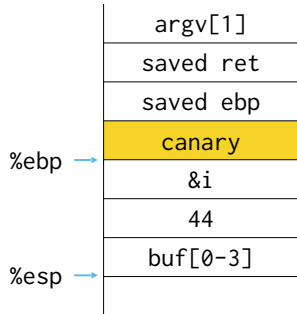 argv[1]
saved ret
saved ebp
canary
%ebp
&i
44
buf[0-3]
%esp